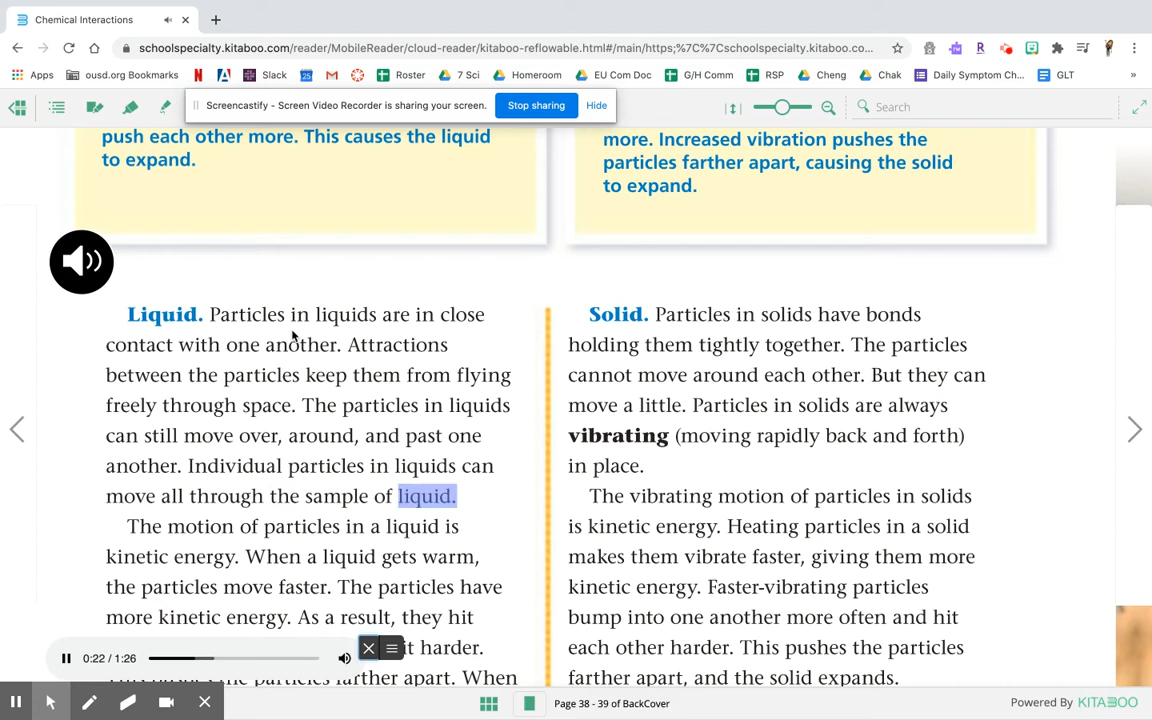 Chemical Interactions
schoolspecialty.kitaboo.com/reader/MobileReader/cloud-reader/kitaboo-reflowable.html#/main/https;%7C%7Cschoolspecialty.kitaboo.co...
Apps ousd.org Bookmarks Slack Roster 7 Sci Homeroom EU Com Doc G/H Comm RSP Cheng Chak Daily Symptom Ch... GLT »
Screencastify - Screen Video Recorder is sharing your screen. Stop sharing Hide
Search
push each other more. This causes the liquid
to expand.
more. Increased vibration pushes the
particles farther apart, causing the solid
to expand.
Liquid. Particles in liquids are in close
contact with one another. Attractions
between the particles keep them from flying
freely through space. The particles in liquids
can still move over, around, and past one
another. Individual particles in liquids can
move all through the sample of liquid.
The motion of particles in a liquid is
kinetic energy. When a liquid gets warm,
the particles move faster. The particles have
more kinetic energy. As a result, they hit
it harder.
farther apart. When
Solid. Particles in solids have bonds
holding them tightly together. The particles
cannot move around each other. But they can
move a little. Particles in solids are always
vibrating (moving rapidly back and forth)
in place.
The vibrating motion of particles in solids
is kinetic energy. Heating particles in a solid
makes them vibrate faster, giving them more
kinetic energy. Faster-vibrating particles
bump into one another more often and hit
each other harder. This pushes the particles
farther apart, and the solid expands.
0:22 / 1:26
Page 38 - 39 of BackCover
Powered By KITABOO